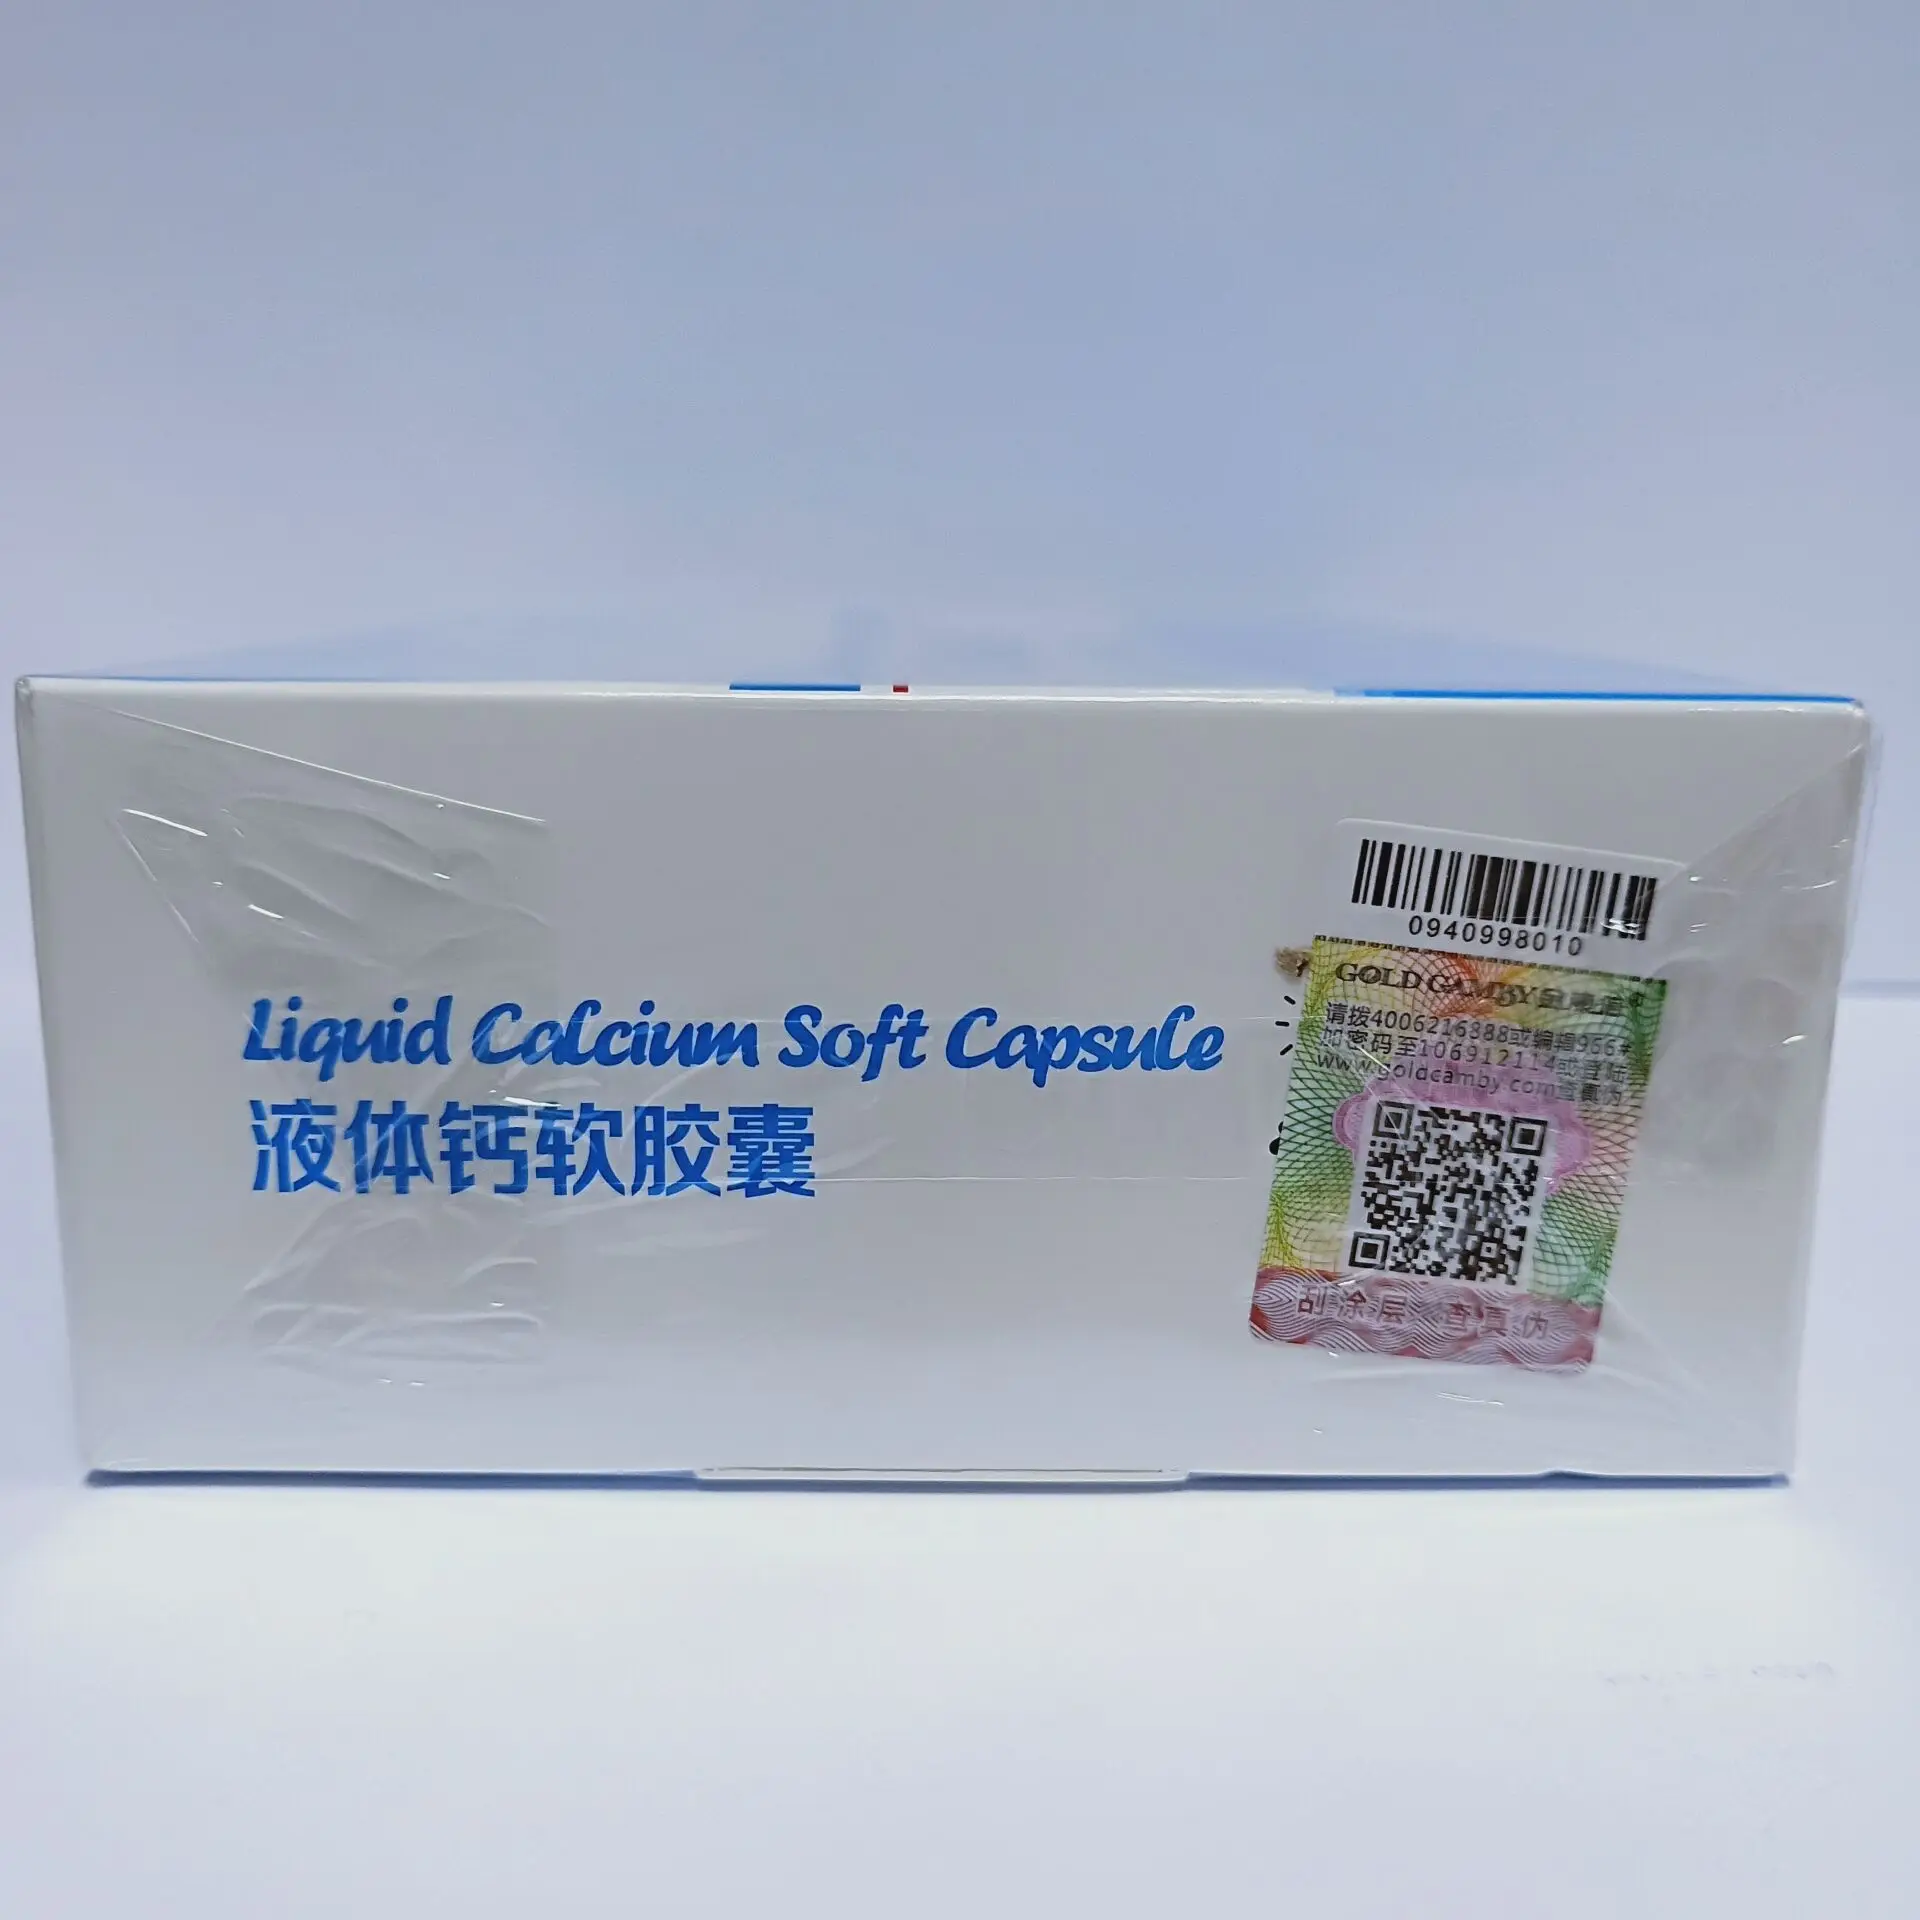 Liquid Calcium Soft Capsule
液体钙软胶囊
0940998010
GOLD CAMBY
请拨4006216888或编辑966#
加密码至106912114或登陆
www.goldcamby.com查真伪
刮涂层 查真伪